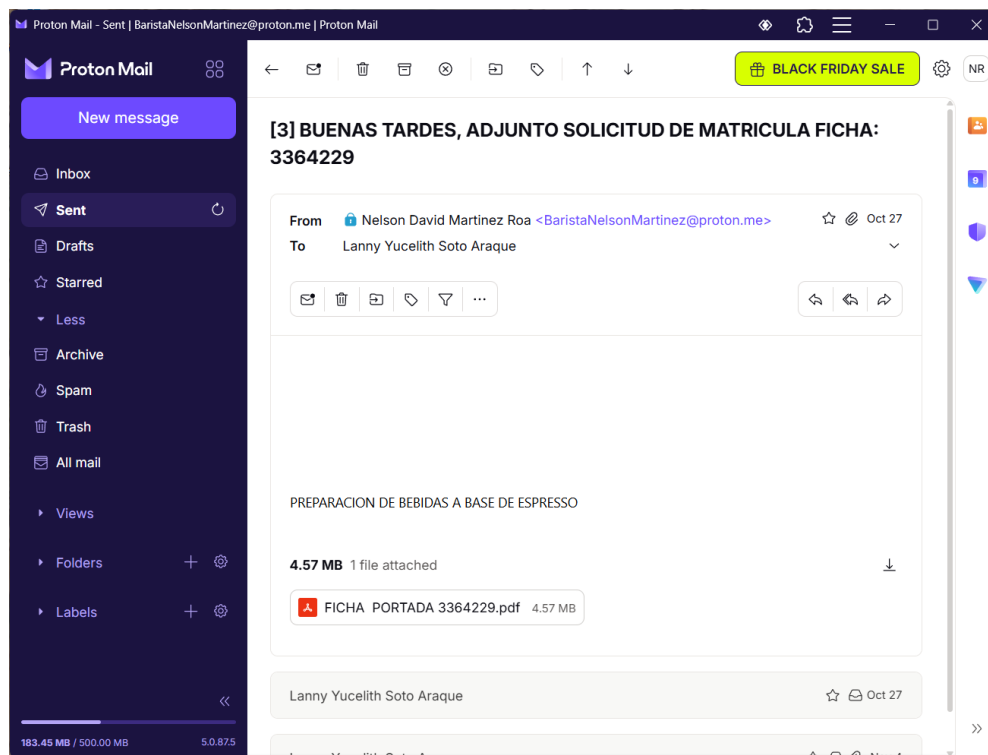 Proton Mail - Sent | BaristaNelsonMartinez@proton.me | Proton Mail
Proton Mail
New message
Inbox
Sent
Drafts
Starred
Less
Archive
Spam
Trash
All mail
Views
Folders
Labels
183.45 MB / 500.00 MB
5.0.87.5
BLACK FRIDAY SALE
NR
[3] BUENAS TARDES, ADJUNTO SOLICITUD DE MATRICULA FICHA:
3364229
From Nelson David Martinez Roa <BaristaNelsonMartinez@proton.me> Oct 27
To Lanny Yucelith Soto Araque
PREPARACION DE BEBIDAS A BASE DE ESPRESSO
4.57 MB 1 file attached
FICHA PORTADA 3364229.pdf 4.57 MB
Lanny Yucelith Soto Araque Oct 27
9